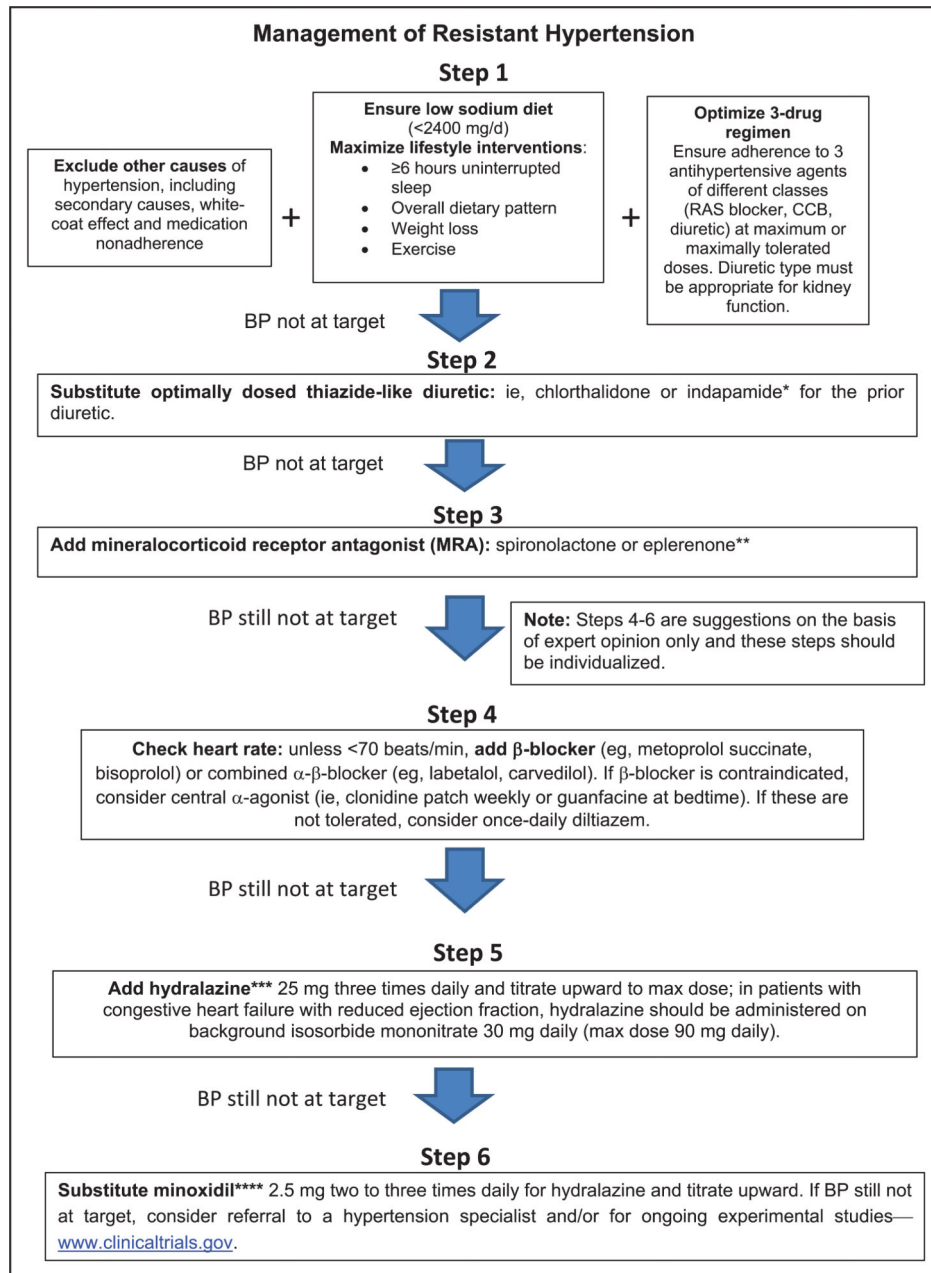 Management of Resistant Hypertension
Step 1
Exclude other causes of
hypertension, including
secondary causes, white-
coat effect and medication
nonadherence
+
Ensure low sodium diet
(<2400 mg/d)
Maximize lifestyle interventions:
• ≥6 hours uninterrupted
sleep
• Overall dietary pattern
• Weight loss
• Exercise
+
Optimize 3-drug
regimen
Ensure adherence to 3
antihypertensive agents
of different classes
(RAS blocker, CCB,
diuretic) at maximum or
maximally tolerated
doses. Diuretic type must
be appropriate for kidney
function.
BP not at target
Step 2
Substitute optimally dosed thiazide-like diuretic: ie, chlorthalidone or indapamide* for the prior
diuretic.
BP not at target
Step 3
Add mineralocorticoid receptor antagonist (MRA): spironolactone or eplerenone**
BP still not at target
Note: Steps 4-6 are suggestions on the basis
of expert opinion only and these steps should
be individualized.
Step 4
Check heart rate: unless <70 beats/min, add β-blocker (eg, metoprolol succinate,
bisoprolol) or combined α-β-blocker (eg, labetalol, carvedilol). If β-blocker is contraindicated,
consider central α-agonist (ie, clonidine patch weekly or guanfacine at bedtime). If these are
not tolerated, consider once-daily diltiazem.
BP still not at target
Step 5
Add hydralazine*** 25 mg three times daily and titrate upward to max dose; in patients with
congestive heart failure with reduced ejection fraction, hydralazine should be administered on
background isosorbide mononitrate 30 mg daily (max dose 90 mg daily).
BP still not at target
Step 6
Substitute minoxidil**** 2.5 mg two to three times daily for hydralazine and titrate upward. If BP still not
at target, consider referral to a hypertension specialist and/or for ongoing experimental studies—
www.clinicaltrials.gov.